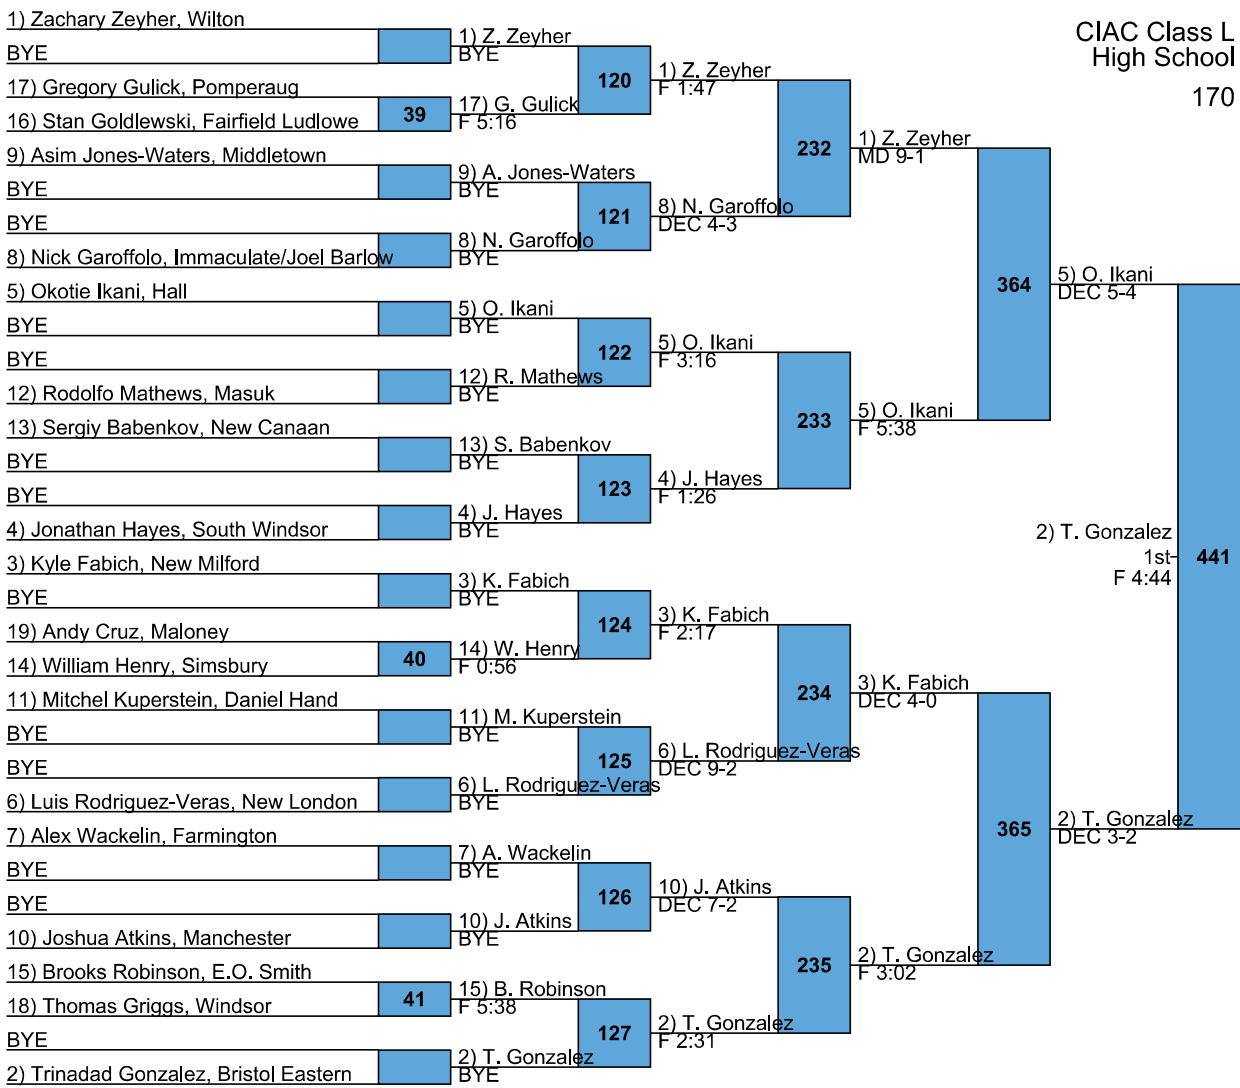 CIAC Class L
High School
170
1) Zachary Zeyher, Wilton
BYE
17) Gregory Gulick, Pomperaug
16) Stan Goldlewski, Fairfield Ludlowe
9) Asim Jones-Waters, Middletown
BYE
BYE
8) Nick Garoffolo, Immaculate/Joel Barlow
5) Okotie Ikani, Hall
BYE
BYE
12) Rodolfo Mathews, Masuk
13) Sergiy Babenkov, New Canaan
BYE
BYE
4) Jonathan Hayes, South Windsor
3) Kyle Fabich, New Milford
BYE
19) Andy Cruz, Maloney
14) William Henry, Simsbury
11) Mitchel Kuperstein, Daniel Hand
BYE
BYE
6) Luis Rodriguez-Veras, New London
7) Alex Wackelin, Farmington
BYE
BYE
10) Joshua Atkins, Manchester
15) Brooks Robinson, E.O. Smith
18) Thomas Griggs, Windsor
BYE
2) Trinadad Gonzalez, Bristol Eastern
39
40
41
1) Z. Zeyher
BYE
17) G. Gulick
F 5:16
9) A. Jones-Waters
BYE
8) N. Garoffolo
BYE
5) O. Ikani
BYE
12) R. Mathews
BYE
13) S. Babenkov
BYE
4) J. Hayes
BYE
3) K. Fabich
BYE
14) W. Henry
F 0:56
11) M. Kuperstein
BYE
6) L. Rodriguez-Veras
BYE
7) A. Wackelin
BYE
10) J. Atkins
BYE
15) B. Robinson
F 5:38
2) T. Gonzalez
BYE
120
121
122
123
124
125
126
127
1) Z. Zeyher
F 1:47
8) N. Garoffolo
DEC 4-3
5) O. Ikani
F 3:16
4) J. Hayes
F 1:26
3) K. Fabich
F 2:17
6) L. Rodriguez-Veras
DEC 9-2
10) J. Atkins
DEC 7-2
2) T. Gonzalez
F 2:31
232
233
234
235
1) Z. Zeyher
MD 9-1
5) O. Ikani
F 5:38
3) K. Fabich
DEC 4-0
2) T. Gonzalez
F 3:02
364
365
5) O. Ikani
DEC 5-4
2) T. Gonzalez
DEC 3-2
441
2) T. Gonzalez
1st
F 4:44